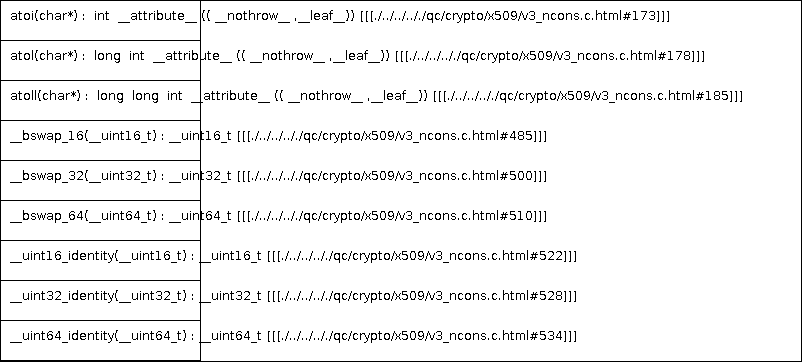 atoi(char*) : int __attribute__ (( __nothrow__ ,__leaf__)) [[[./../../../qc/crypto/x509/v3_ncons.c.html#173]]]
atol(char*) : long int __attribute__ (( __nothrow__ ,__leaf__)) [[[./../../../qc/crypto/x509/v3_ncons.c.html#178]]]
atoll(char*) : long long int __attribute__ (( __nothrow__ ,__leaf__)) [[[./../../../qc/crypto/x509/v3_ncons.c.html#185]]]
__bswap_16(__uint16_t) : __uint16_t [[[./../../../qc/crypto/x509/v3_ncons.c.html#485]]]
__bswap_32(__uint32_t) : __uint32_t [[[./../../../qc/crypto/x509/v3_ncons.c.html#500]]]
__bswap_64(__uint64_t) : __uint64_t [[[./../../../qc/crypto/x509/v3_ncons.c.html#510]]]
__uint16_identity(__uint16_t) : __uint16_t [[[./../../../qc/crypto/x509/v3_ncons.c.html#522]]]
__uint32_identity(__uint32_t) : __uint32_t [[[./../../../qc/crypto/x509/v3_ncons.c.html#528]]]
__uint64_identity(__uint64_t) : __uint64_t [[[./../../../qc/crypto/x509/v3_ncons.c.html#534]]]